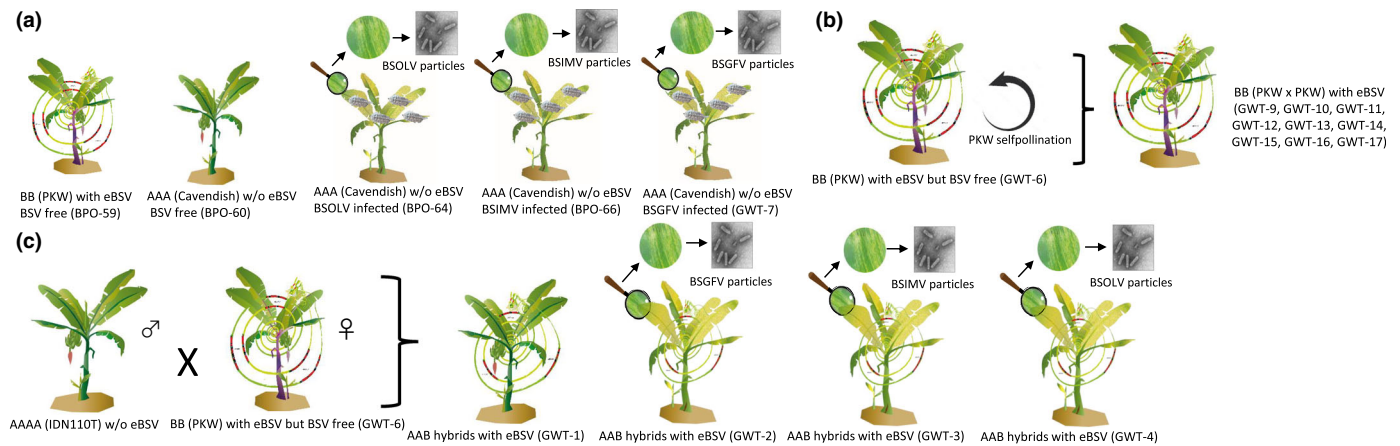 (a)
BSOLV particles
BSIMV particles
BSGFV particles
BB (PKW) with eBSV
BSV free (BPO-59)
AAA (Cavendish) w/o eBSV
BSV free (BPO-60)
AAA (Cavendish) w/o eBSV
BSOLV infected (BPO-64)
AAA (Cavendish) w/o eBSV
BSIMV infected (BPO-66)
AAA (Cavendish) w/o eBSV
BSGFV infected (GWT-7)
(b)
PKW selfpollination
BB (PKW) with eBSV but BSV free (GWT-6)
BB (PKW x PKW) with eBSV
(GWT-9, GWT-10, GWT-11,
GWT-12, GWT-13, GWT-14,
GWT-15, GWT-16, GWT-17)
(c)
♂
X
♀
BSGFV particles
BSIMV particles
BSOLV particles
AAAA (IDN110T) w/o eBSV
BB (PKW) with eBSV but BSV free (GWT-6)
AAB hybrids with eBSV (GWT-1)
AAB hybrids with eBSV (GWT-2)
AAB hybrids with eBSV (GWT-3)
AAB hybrids with eBSV (GWT-4)